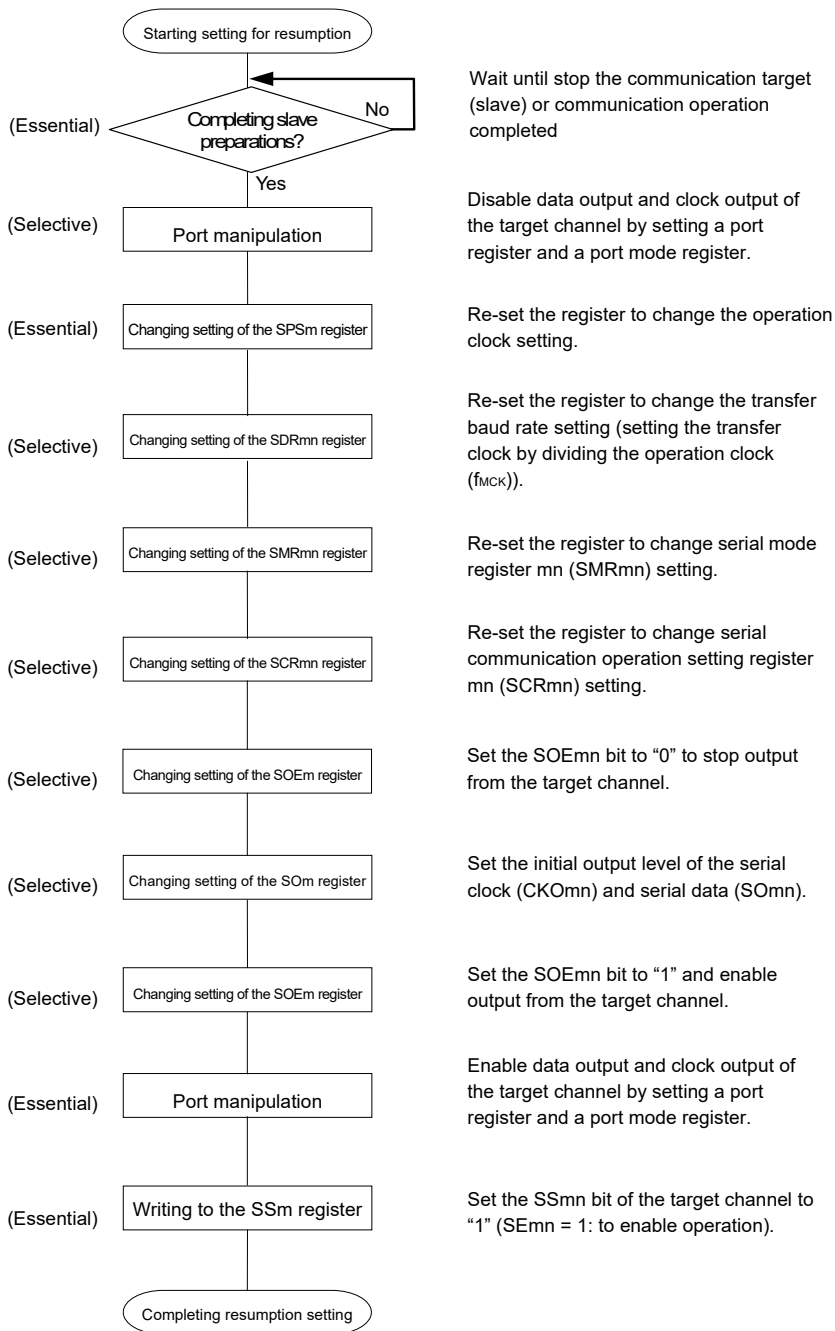 Starting setting for resumption
(Essential)
Completing slave
preparations?
No
Yes
Wait until stop the communication target
(slave) or communication operation
completed
(Selective)
Port manipulation
Disable data output and clock output of
the target channel by setting a port
register and a port mode register.
(Essential)
Changing setting of the SPSm register
Re-set the register to change the operation
clock setting.
(Selective)
Changing setting of the SDRmn register
Re-set the register to change the transfer
baud rate setting (setting the transfer
clock by dividing the operation clock
(fMCK)).
(Selective)
Changing setting of the SMRmn register
Re-set the register to change serial mode
register mn (SMRmn) setting.
(Selective)
Changing setting of the SCRmn register
Re-set the register to change serial
communication operation setting register
mn (SCRmn) setting.
(Selective)
Changing setting of the SOEm register
Set the SOEmn bit to “0” to stop output
from the target channel.
(Selective)
Changing setting of the SOm register
Set the initial output level of the serial
clock (CKOmn) and serial data (SOmn).
(Selective)
Changing setting of the SOEm register
Set the SOEmn bit to “1” and enable
output from the target channel.
(Essential)
Port manipulation
Enable data output and clock output of
the target channel by setting a port
register and a port mode register.
(Essential)
Writing to the SSm register
Set the SSmn bit of the target channel to
“1” (SEmn = 1: to enable operation).
Completing resumption setting